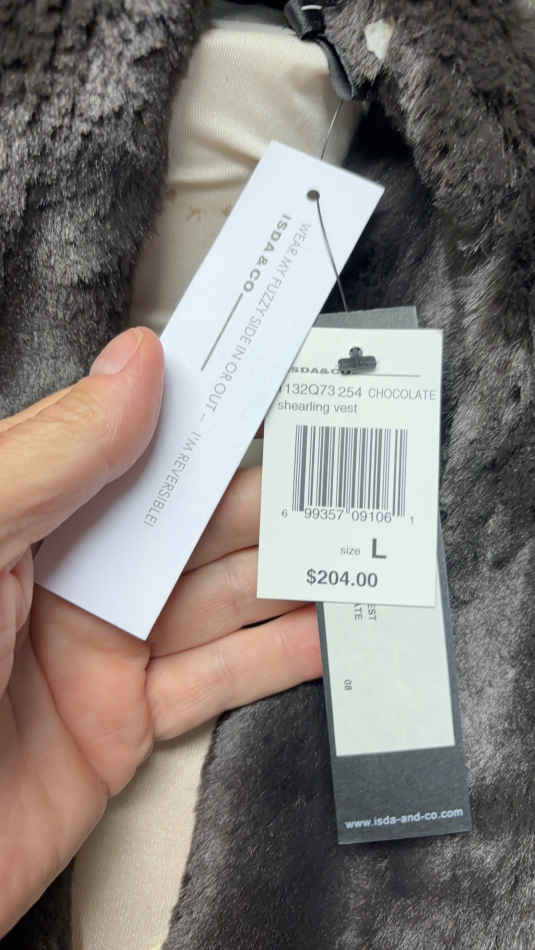 WEAR MY FUZZY SIDE IN OR OUT — I'M REVERSIBLE!
ISDA&CO
ISDA&CO
1132Q73 254 CHOCOLATE
shearling vest
6 99357 09106 1
size L
$204.00
EST
ATE
08
www.isda-and-co.com